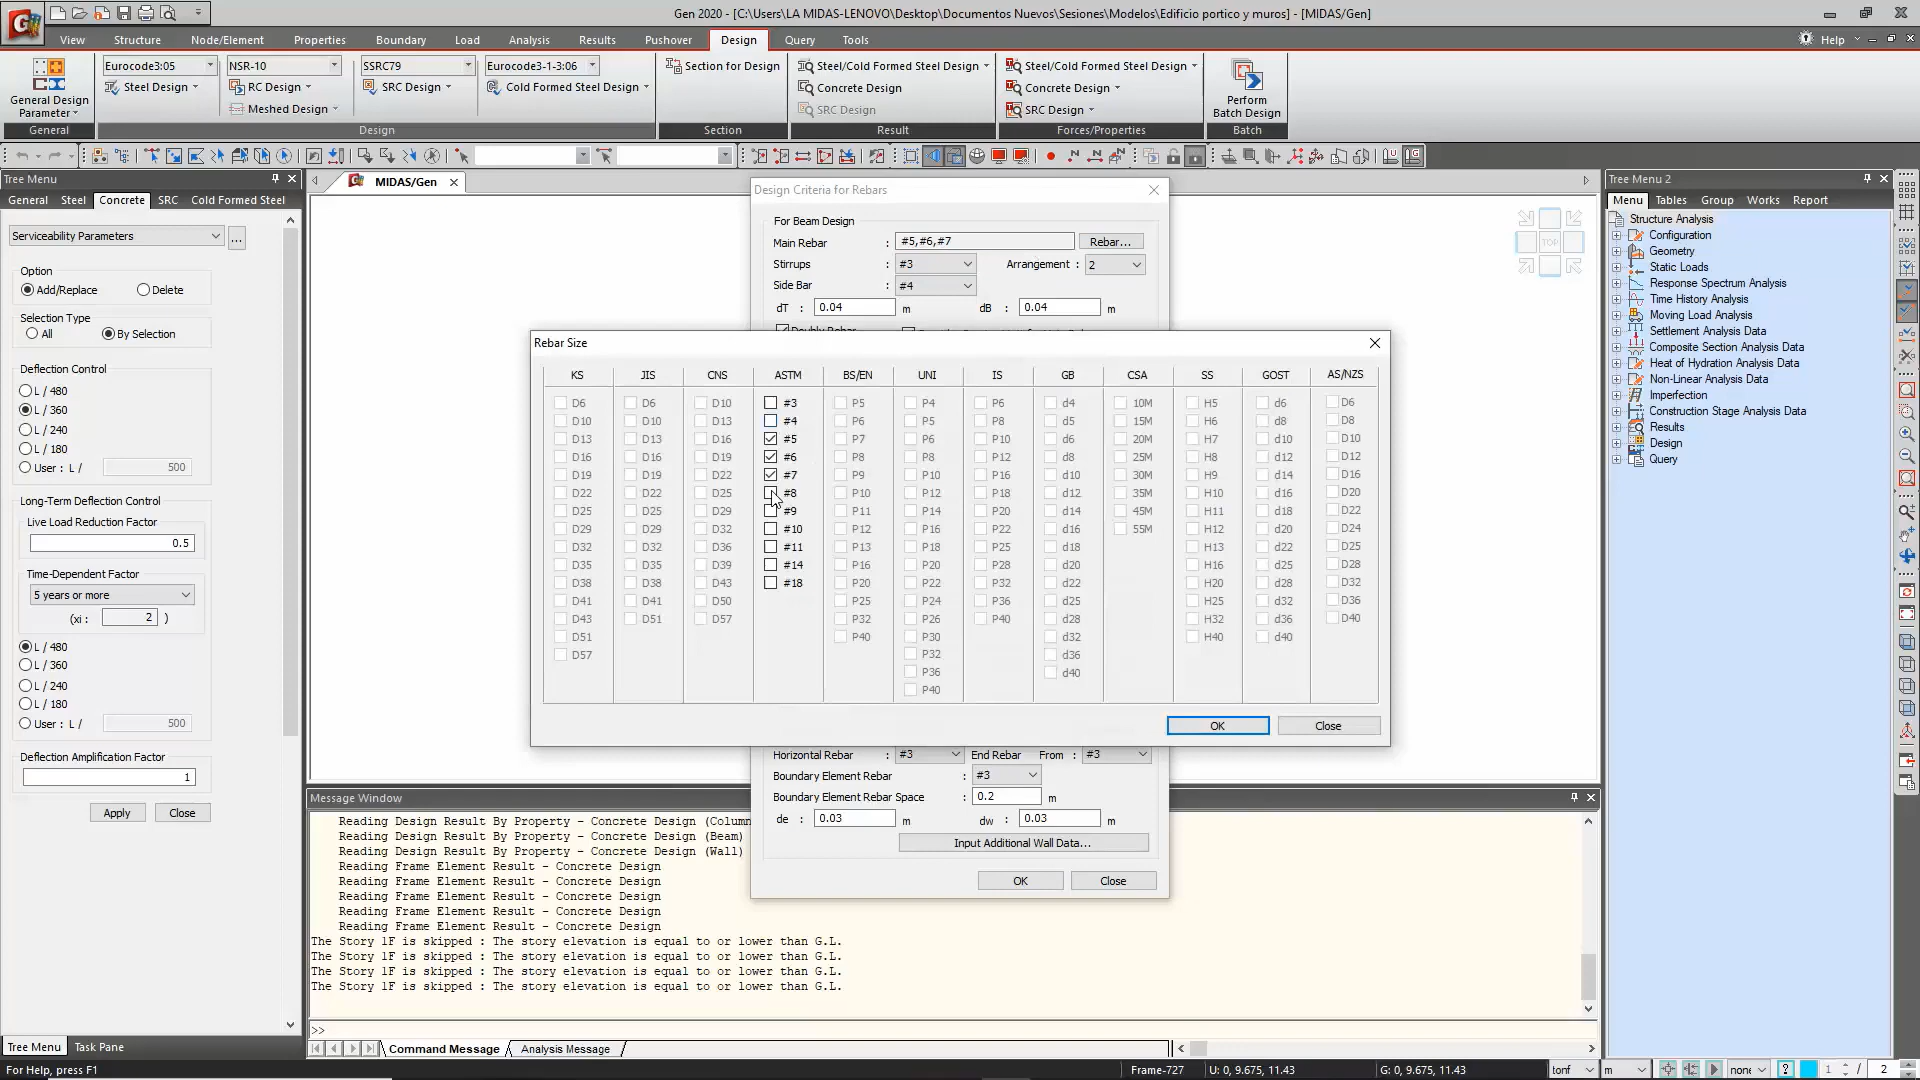 Gen 2020 - [C:\Users\LA MIDAS-LENOVO\Desktop\Documentos Nuevos\Sesiones\Modelos\Edificio portico y muros] - [MIDAS/Gen]
View Structure Node/Element Properties Boundary Load Analysis Results Pushover Design Query Tools Help
Eurocode3:05 NSR-10 SSRC79 Eurocode3-1-3:06 Section for Design Steel/Cold Formed Steel Design Steel/Cold Formed Steel Design
Steel Design RC Design SRC Design Cold Formed Steel Design Concrete Design Concrete Design
General Design Parameter Meshed Design SRC Design SRC Design Perform Batch Design
General Design Section Result Forces/Properties Batch
Tree Menu
General Steel Concrete SRC Cold Formed Steel
Serviceability Parameters ...
Option
Add/Replace Delete
Selection Type
All By Selection
Deflection Control
L / 480
L / 360
L / 240
L / 180
User : L / 500
Long-Term Deflection Control
Live Load Reduction Factor
0.5
Time-Dependent Factor
5 years or more
(xi : 2 )
L / 480
L / 360
L / 240
L / 180
User : L / 500
Deflection Amplification Factor
1
Apply Close
Tree Menu Task Pane
MIDAS/Gen
TOP
Design Criteria for Rebars
For Beam Design
Main Rebar : #5,#6,#7 Rebar...
Stirrups : #3 Arrangement : 2
Side Bar : #4
dT : 0.04 m dB : 0.04 m
Rebar Size
KS JIS CNS ASTM BS/EN UNI IS GB CSA SS GOST AS/NZS
D6 D6 D10 #3 P5 P4 P6 d4 10M H5 d6 D6
D10 D10 D13 #4 P6 P5 P8 d5 15M H6 d8 D8
D13 D13 D16 #5 P7 P6 P10 d6 20M H7 d10 D10
D16 D16 D19 #6 P8 P8 P12 d8 25M H8 d12 D12
D19 D19 D22 #7 P9 P10 P16 d10 30M H9 d14 D16
D22 D22 D25 #8 P10 P12 P18 d12 35M H10 d16 D20
D25 D25 D29 #9 P11 P14 P20 d14 45M H11 d18 D22
D29 D29 D32 #10 P12 P16 P22 d16 55M H12 d20 D24
D32 D32 D36 #11 P13 P18 P25 d18 H13 d22 D25
D35 D35 D39 #14 P16 P20 P28 d20 H16 d25 D28
D38 D38 D43 #18 P20 P22 P32 d22 H20 d28 D32
D41 D41 D50 P25 P24 P36 d25 H25 d32 D36
D43 D51 D57 P32 P26 P40 d28 H32 d36 D40
D51 P40 P30 d32 H40 d40
D57 P32 d36
P36 d40
P40
OK Close
Horizontal Rebar : #3 End Rebar From : #3
Boundary Element Rebar : #3
Boundary Element Rebar Space : 0.2 m
de : 0.03 m dw : 0.03 m
Input Additional Wall Data...
OK Close
Message Window
Reading Design Result By Property - Concrete Design (Column
Reading Design Result By Property - Concrete Design (Beam)
Reading Design Result By Property - Concrete Design (Wall)
Reading Frame Element Result - Concrete Design
Reading Frame Element Result - Concrete Design
Reading Frame Element Result - Concrete Design
Reading Frame Element Result - Concrete Design
Reading Frame Element Result - Concrete Design
The Story 1F is skipped : The story elevation is equal to or lower than G.L.
The Story 1F is skipped : The story elevation is equal to or lower than G.L.
The Story 1F is skipped : The story elevation is equal to or lower than G.L.
The Story 1F is skipped : The story elevation is equal to or lower than G.L.
>>
Command Message Analysis Message
Tree Menu 2
Menu Tables Group Works Report
Structure Analysis
Configuration
Geometry
Static Loads
Response Spectrum Analysis
Time History Analysis
Moving Load Analysis
Settlement Analysis Data
Composite Section Analysis Data
Heat of Hydration Analysis Data
Non-Linear Analysis Data
Imperfection
Construction Stage Analysis Data
Results
Design
Query
For Help, press F1 Frame-727 U: 0, 9.675, 11.43 G: 0, 9.675, 11.43 tonf m none ? 1 / 2